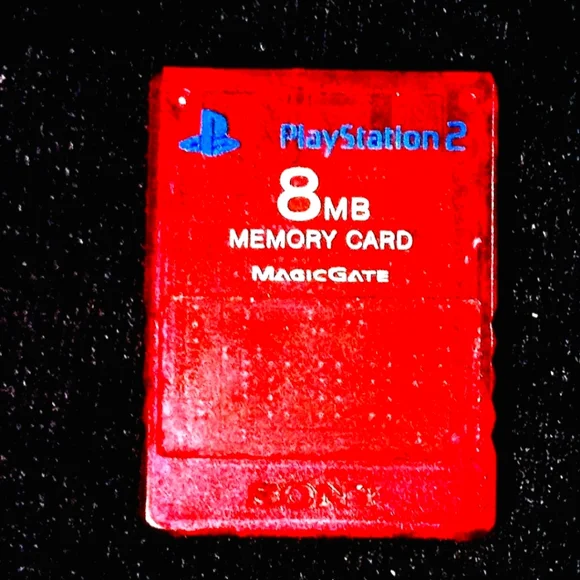 PlayStation 2
8MB
MEMORY CARD
MAGICGATE
SONY